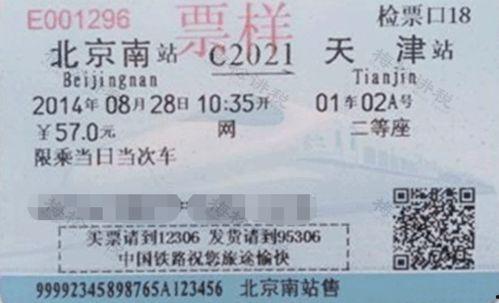 E001296 票样 检票口18
北京南站 C2021 天津站
Beijingnan Tianjin
2014年08月28日 10:35开 01车02A号
¥57.0元 网 二等座
限乘当日当次车
买票请到12306 发货请到95306
中国铁路祝您旅途愉快
99992345898765A123456 北京南站售